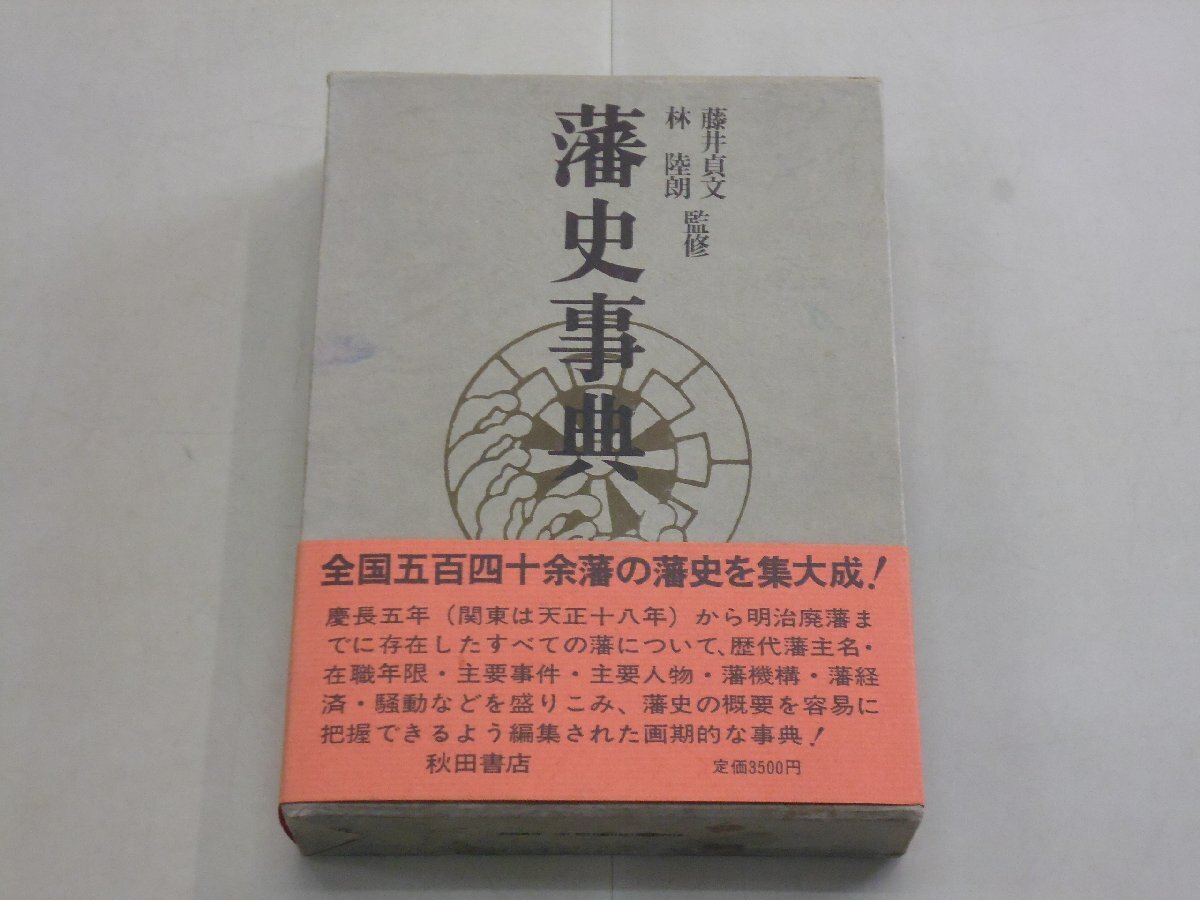 藤井貞文
林 陸朗
監修
藩史事典
全国五百四十余藩の藩史を集大成!
慶長五年(関東は天正十八年)から明治廃藩ま
でに存在したすべての藩について、歴代藩主名・
在職年限・主要事件・主要人物・藩機構・藩経
済・騒動などを盛りこみ、藩史の概要を容易に
把握できるよう編集された画期的な事典!
秋田書店 定価3500円